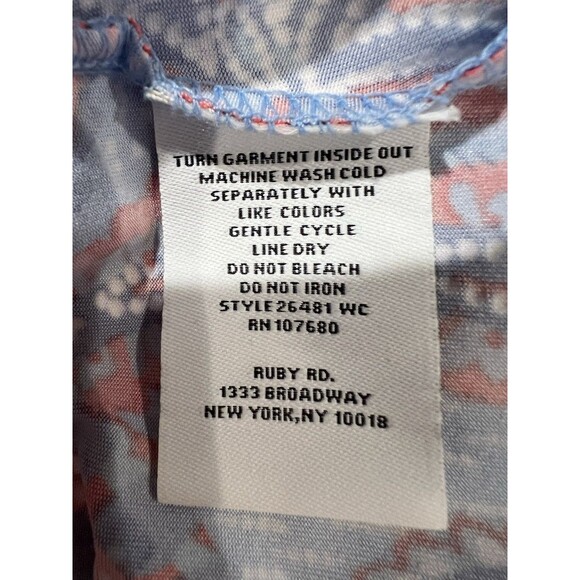 TURN GARMENT INSIDE OUT
MACHINE WASH COLD
SEPARATELY WITH
LIKE COLORS
GENTLE CYCLE
LINE DRY
DO NOT BLEACH
DO NOT IRON
STYLE 26481 WC
RN 107680
RUBY RD.
1333 BROADWAY
NEW YORK,NY 10018